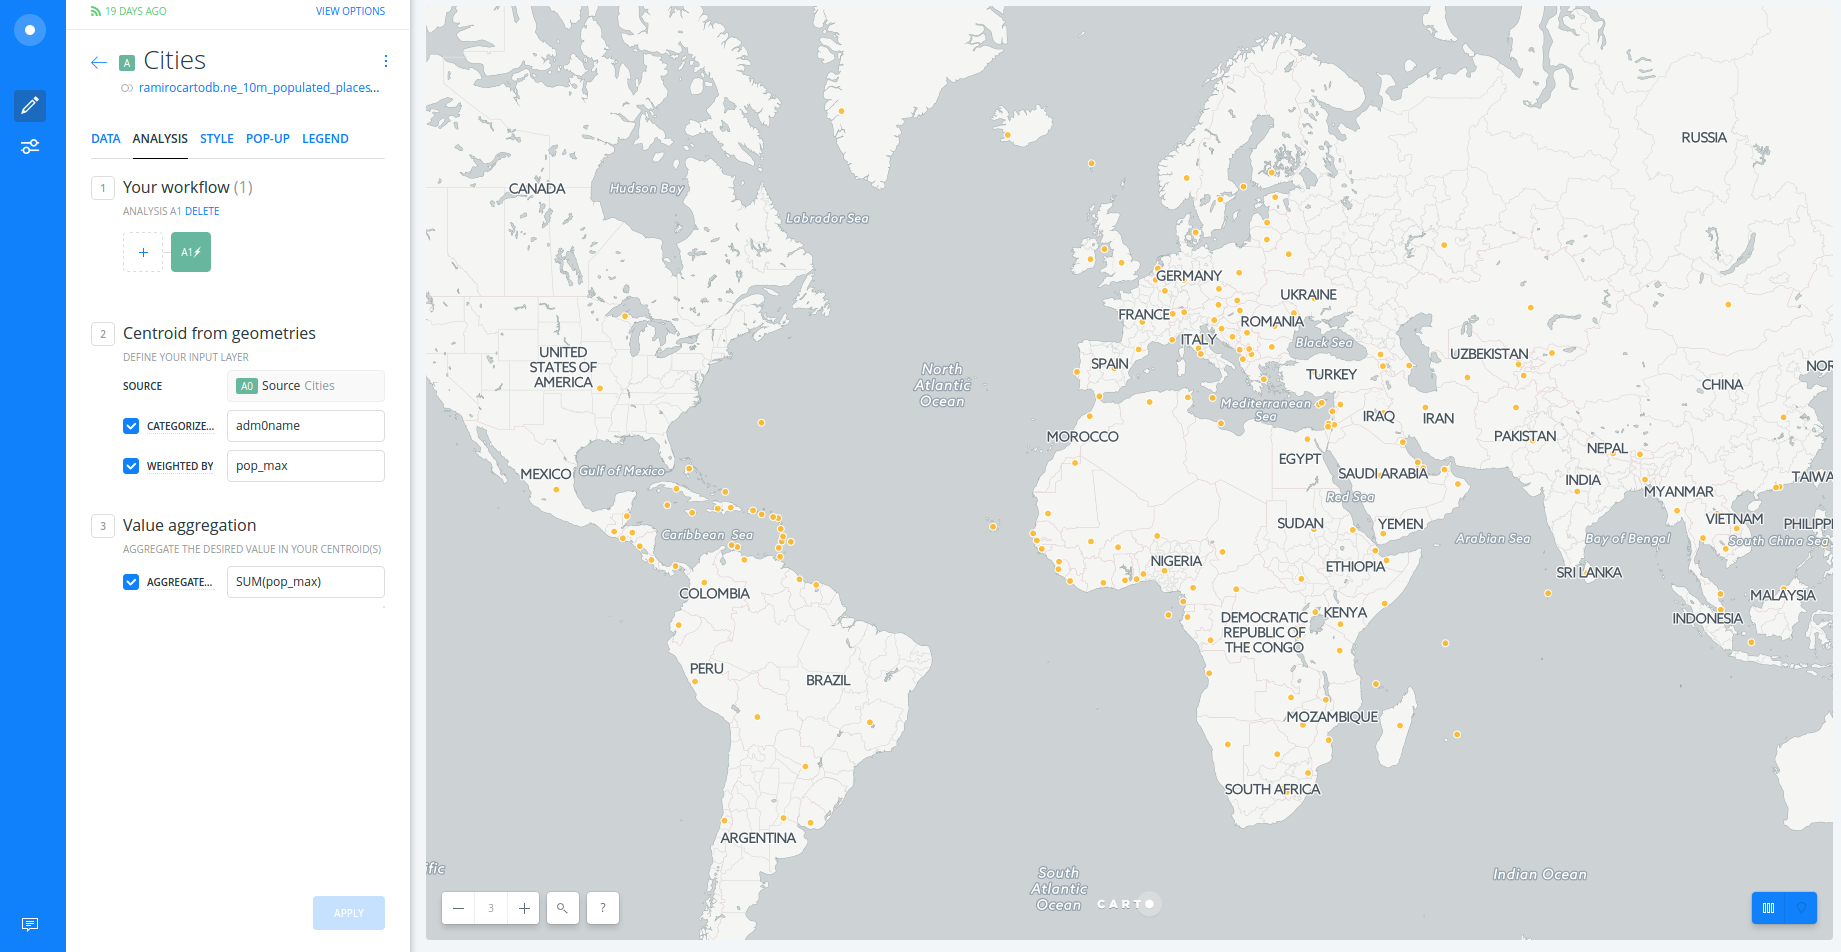 19 DAYS AGO
VIEW OPTIONS
A Cities
ramirocartodb.ne_10m_populated_places...
DATA ANALYSIS STYLE POP-UP LEGEND
1 Your workflow (1)
ANALYSIS A1 DELETE
+ A1
2 Centroid from geometries
DEFINE YOUR INPUT LAYER
SOURCE A0 Source Cities
CATEGORIZE... adm0name
WEIGHTED BY pop_max
3 Value aggregation
AGGREGATE THE DESIRED VALUE IN YOUR CENTROID(S)
AGGREGATE... SUM(pop_max)
APPLY
RUSSIA
CANADA
Hudson Bay
Labrador Sea
GERMANY
UKRAINE
FRANCE
ROMANIA
ITALY
Black Sea
UNITED
STATES OF
AMERICA
SPAIN
UZBEKISTAN
TURKEY
North
Atlantic
Ocean
CHINA
NOR
Mediterranean
Sea
IRAQ
IRAN
MOROCCO
PAKISTAN
NEPAL
EGYPT
MEXICO
Gulf of Mexico
SAUDI ARABIA
INDIA
TAIWA
MYANMAR
Red Sea
SUDAN
YEMEN
VIETNAM
PHILIPP
Caribbean Sea
Arabian Sea
Bay of Bengal
South China Sea
NIGERIA
ETHIOPIA
SRI LANKA
COLOMBIA
MALAYSIA
DEMOCRATIC
REPUBLIC OF
THE CONGO
KENYA
INDONESIA
PERU
BRAZIL
MOZAMBIQUE
SOUTH AFRICA
ARGENTINA
ific
South
Atlantic
Ocean
Indian Ocean
CARTO
− 3 +
?